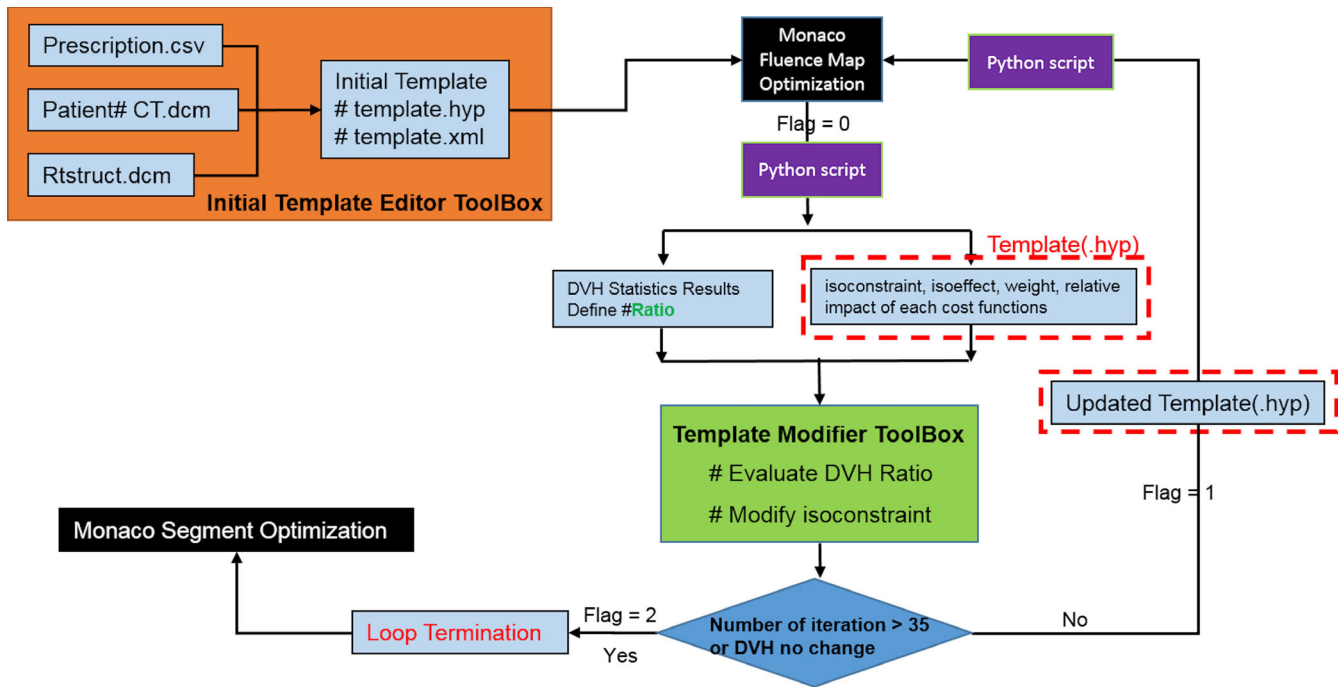 Prescription.csv
Patient# CT.dcm
Rtstruct.dcm
Initial Template
# template.hyp
# template.xml
Initial Template Editor ToolBox
Monaco
Fluence Map
Optimization
Python script
Flag = 0
Python script
Template(.hyp)
DVH Statistics Results
Define #Ratio
isoconstraint, isoeffect, weight, relative
impact of each cost functions
Updated Template(.hyp)
Template Modifier ToolBox
# Evaluate DVH Ratio
# Modify isoconstraint
Flag = 1
Monaco Segment Optimization
Number of iteration > 35
or DVH no change
Flag = 2
Yes
No
Loop Termination